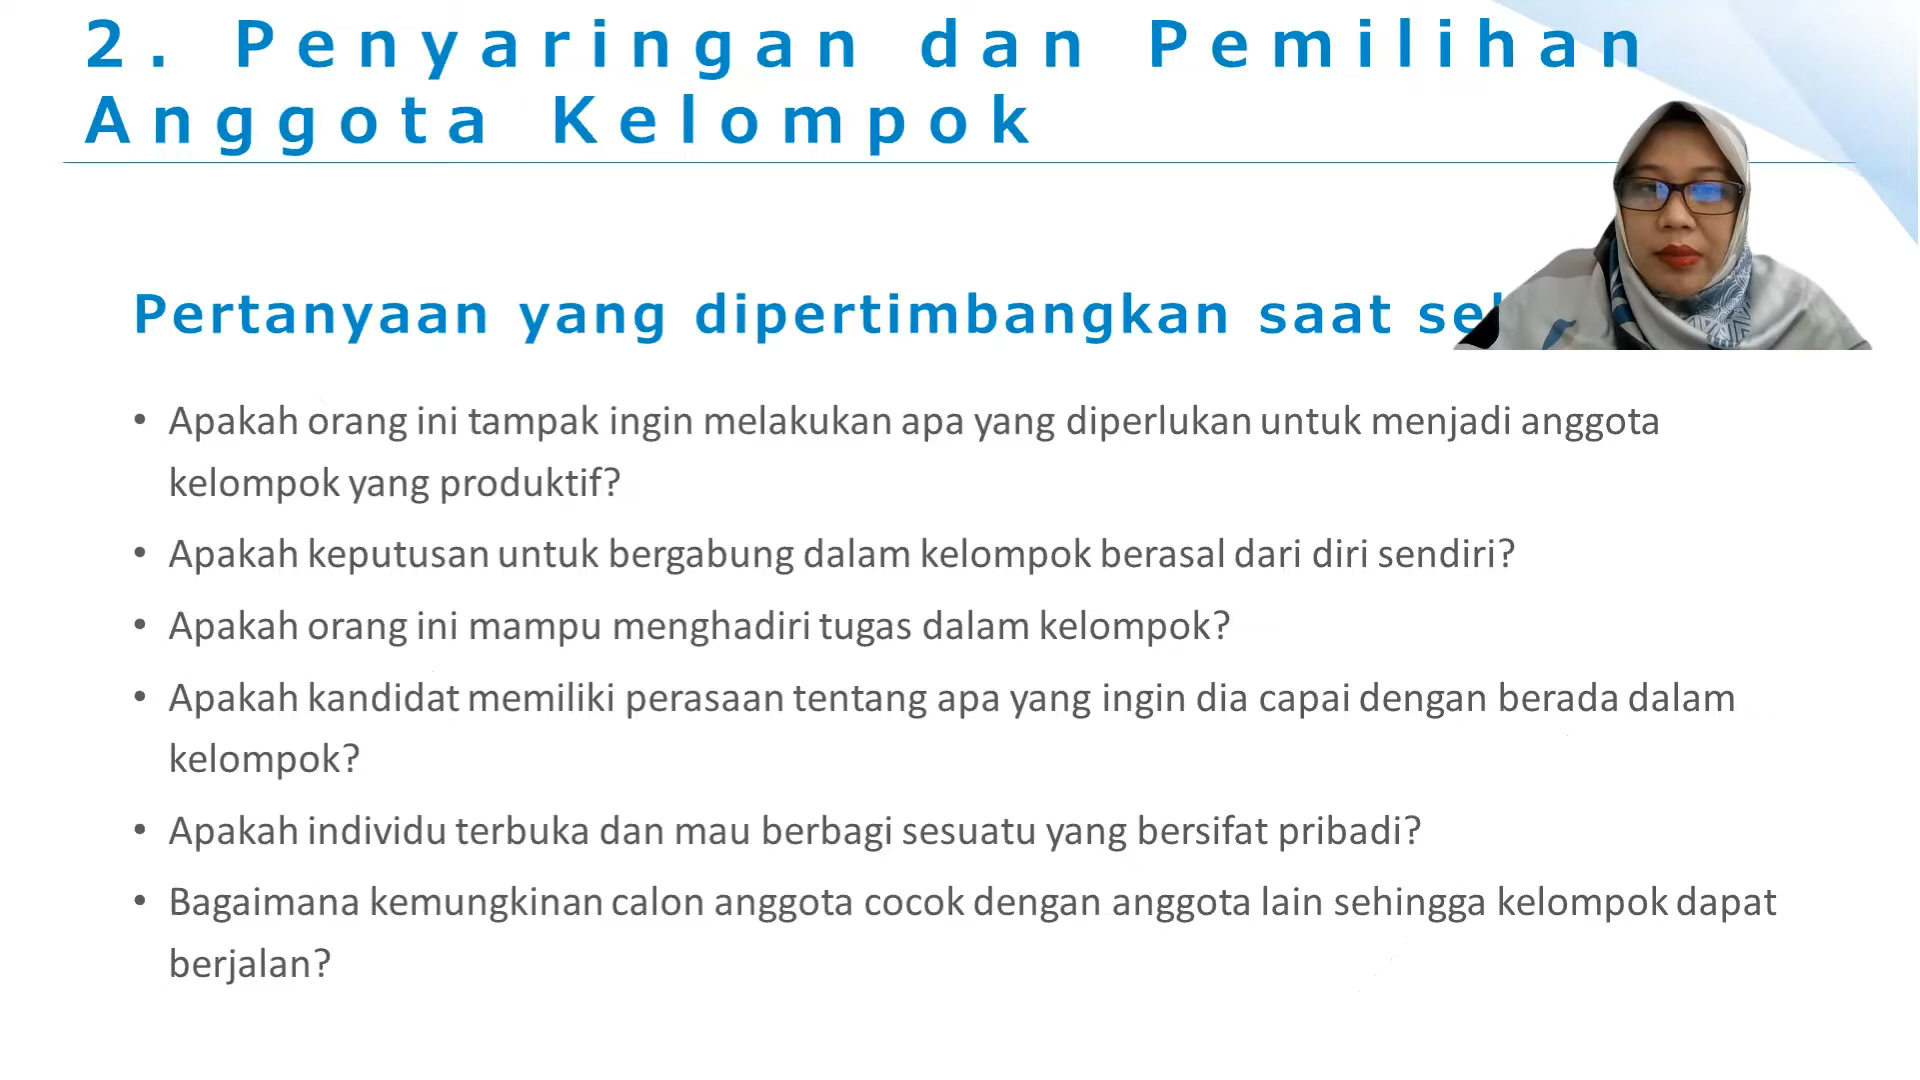 2. Penyaringan dan Pemilihan
Anggota Kelompok
Pertanyaan yang dipertimbangkan saat
• Apakah orang ini tampak ingin melakukan apa yang diperlukan untuk menjadi anggota
kelompok yang produktif?
• Apakah keputusan untuk bergabung dalam kelompok berasal dari diri sendiri?
• Apakah orang ini mampu menghadiri tugas dalam kelompok?
• Apakah kandidat memiliki perasaan tentang apa yang ingin dia capai dengan berada dalam
kelompok?
• Apakah individu terbuka dan mau berbagi sesuatu yang bersifat pribadi?
• Bagaimana kemungkinan calon anggota cocok dengan anggota lain sehingga kelompok dapat
berjalan?